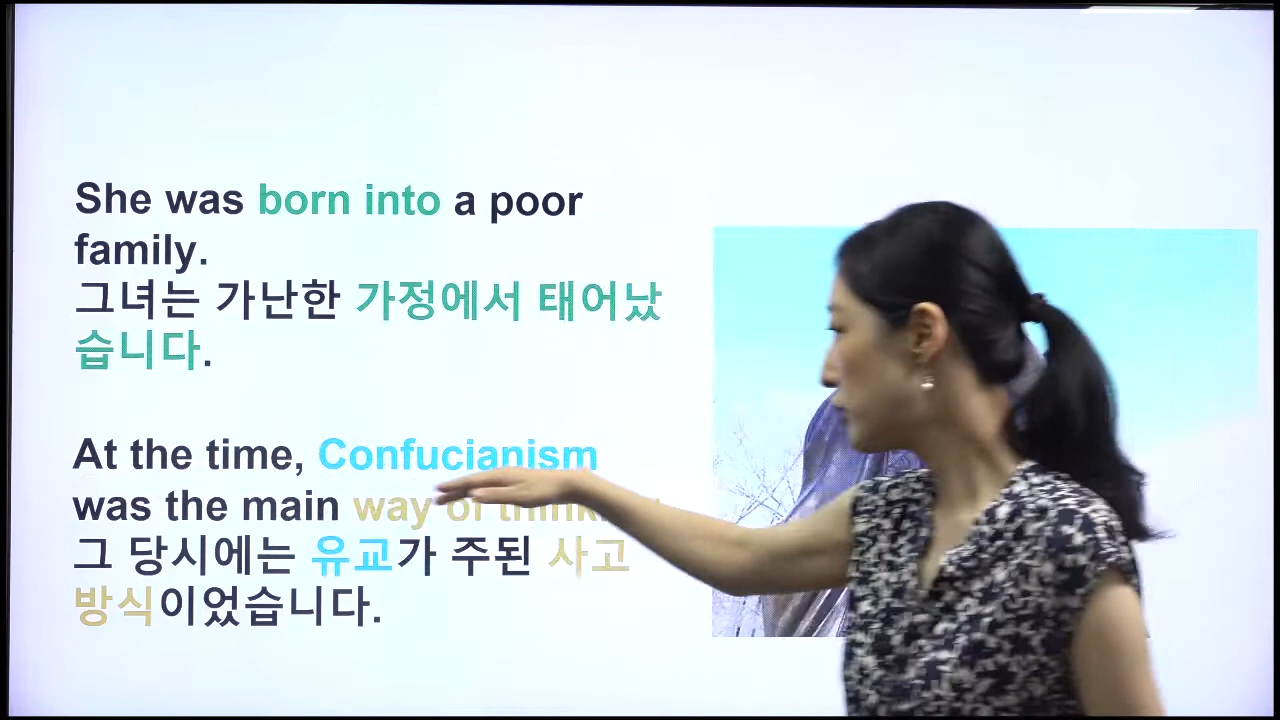 She was born into a poor
family.
그녀는 가난한 가정에서 태어났
습니다.
At the time, Confucianism
was the main way of
그 당시에는 유교가 주된 사고
방식이었습니다.